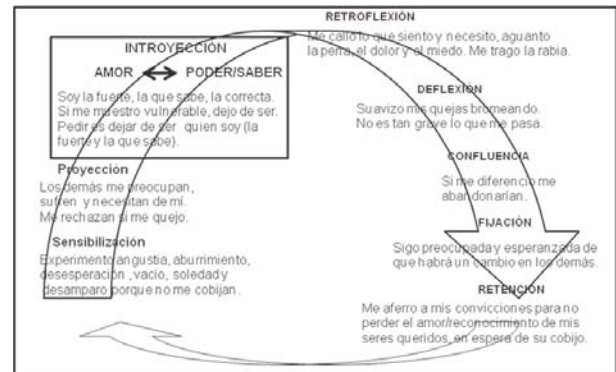 RETROFLEXIÓN
Me callo lo que siento y necesito, aguanto
la pena, el dolor y el miedo. Me trago la rabia.
INTROYECCIÓN
AMOR PODER/SABER
Soy la fuerte, la que sabe, la correcta.
Si me muestro vulnerable, dejo de ser.
Pedir es dejar de ser quien soy (la
fuerte y la que sabe).
DEFLEXIÓN
Suavizo mis quejas bromeando.
No es tan grave lo que me pasa.
CONFLUENCIA
Si me diferencio me
abandonarían.
Proyección
Los demás me preocupan,
sufren y necesitan de mí.
Me rechazan si me quejo.
FIJACIÓN
Sigo preocupada y esperanzada de
que habrá un cambio en los demás.
Sensibilización
Experimento angustia, aburrimiento,
desesperación ,vacío, soledad y
desamparo porque no me cobijan.
RETENCIÓN
Me aferro a mis convicciones para no
perder el amor/reconocimiento de mis
seres queridos, en espera de su cobijo.